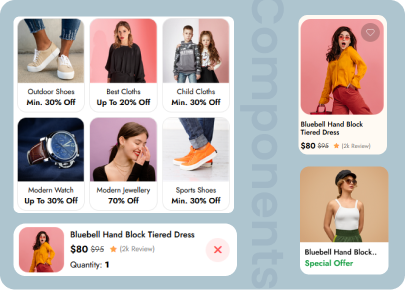 Outdoor Shoes
Min. 30% Off
Best Cloths
Up To 20% Off
Child Cloths
Min. 30% Off
Modern Watch
Up To 30% Off
Modern Jewellery
70% Off
Sports Shoes
Min. 30% Off
Bluebell Hand Block Tiered Dress
$80 $95 (2k Review)
Quantity: 1
Components
Bluebell Hand Block
Tiered Dress
$80 $95 (2k Review)
Bluebell Hand Block..
Special Offer